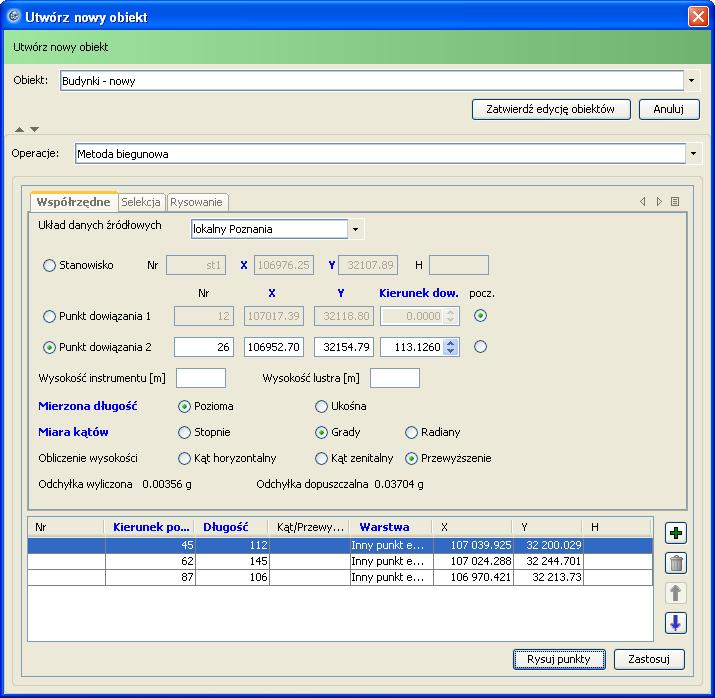 Utwórz nowy obiekt
Utwórz nowy obiekt
Obiekt: Budynki - nowy
Zatwierdź edycję obiektów Anuluj
Operacje: Metoda biegunowa
Współrzędne Selekcja Rysowanie
Układ danych źródłowych lokalny Poznania
Stanowisko Nr st1 X 106976.25 Y 32107.89 H
Nr X Y Kierunek dow. pocz.
Punkt dowiązania 1 12 107017.39 32118.80 0.0000
Punkt dowiązania 2 26 106952.70 32154.79 113.1260
Wysokość instrumentu [m] Wysokość lustra [m]
Mierzona długość Pozioma Ukośna
Miara kątów Stopnie Grady Radiany
Obliczenie wysokości Kąt horyzontalny Kąt zenitalny Przewyższenie
Odchyłka wyliczona 0.00356 g Odchyłka dopuszczalna 0.03704 g
Nr Kierunek po... Długość Kąt/Przewy... Warstwa X Y H
45 112 Inny punkt e... 107 039.925 32 200.029
62 145 Inny punkt e... 107 024.288 32 244.701
87 106 Inny punkt e... 106 970.421 32 213.73
Rysuj punkty Zastosuj